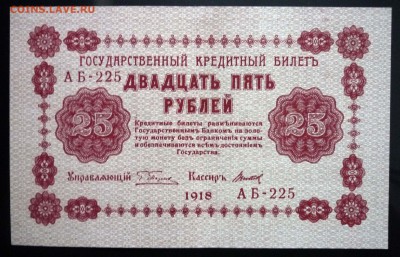 COINS.LAVE.RU
ГОСУДАРСТВЕННЫЙ КРЕДИТНЫЙ БИЛЕТЪ
АБ-225
ДВАДЦАТЬ ПЯТЬ
РУБЛЕЙ
25 25
Кредитные билеты размѣниваются
Государственнымъ Банкомъ на золо-
тую монету безъ ограниченія суммы
и обезпечиваются всѣмъ достояніемъ
Государства.
Управляющій Кассиръ
1918 АБ-225